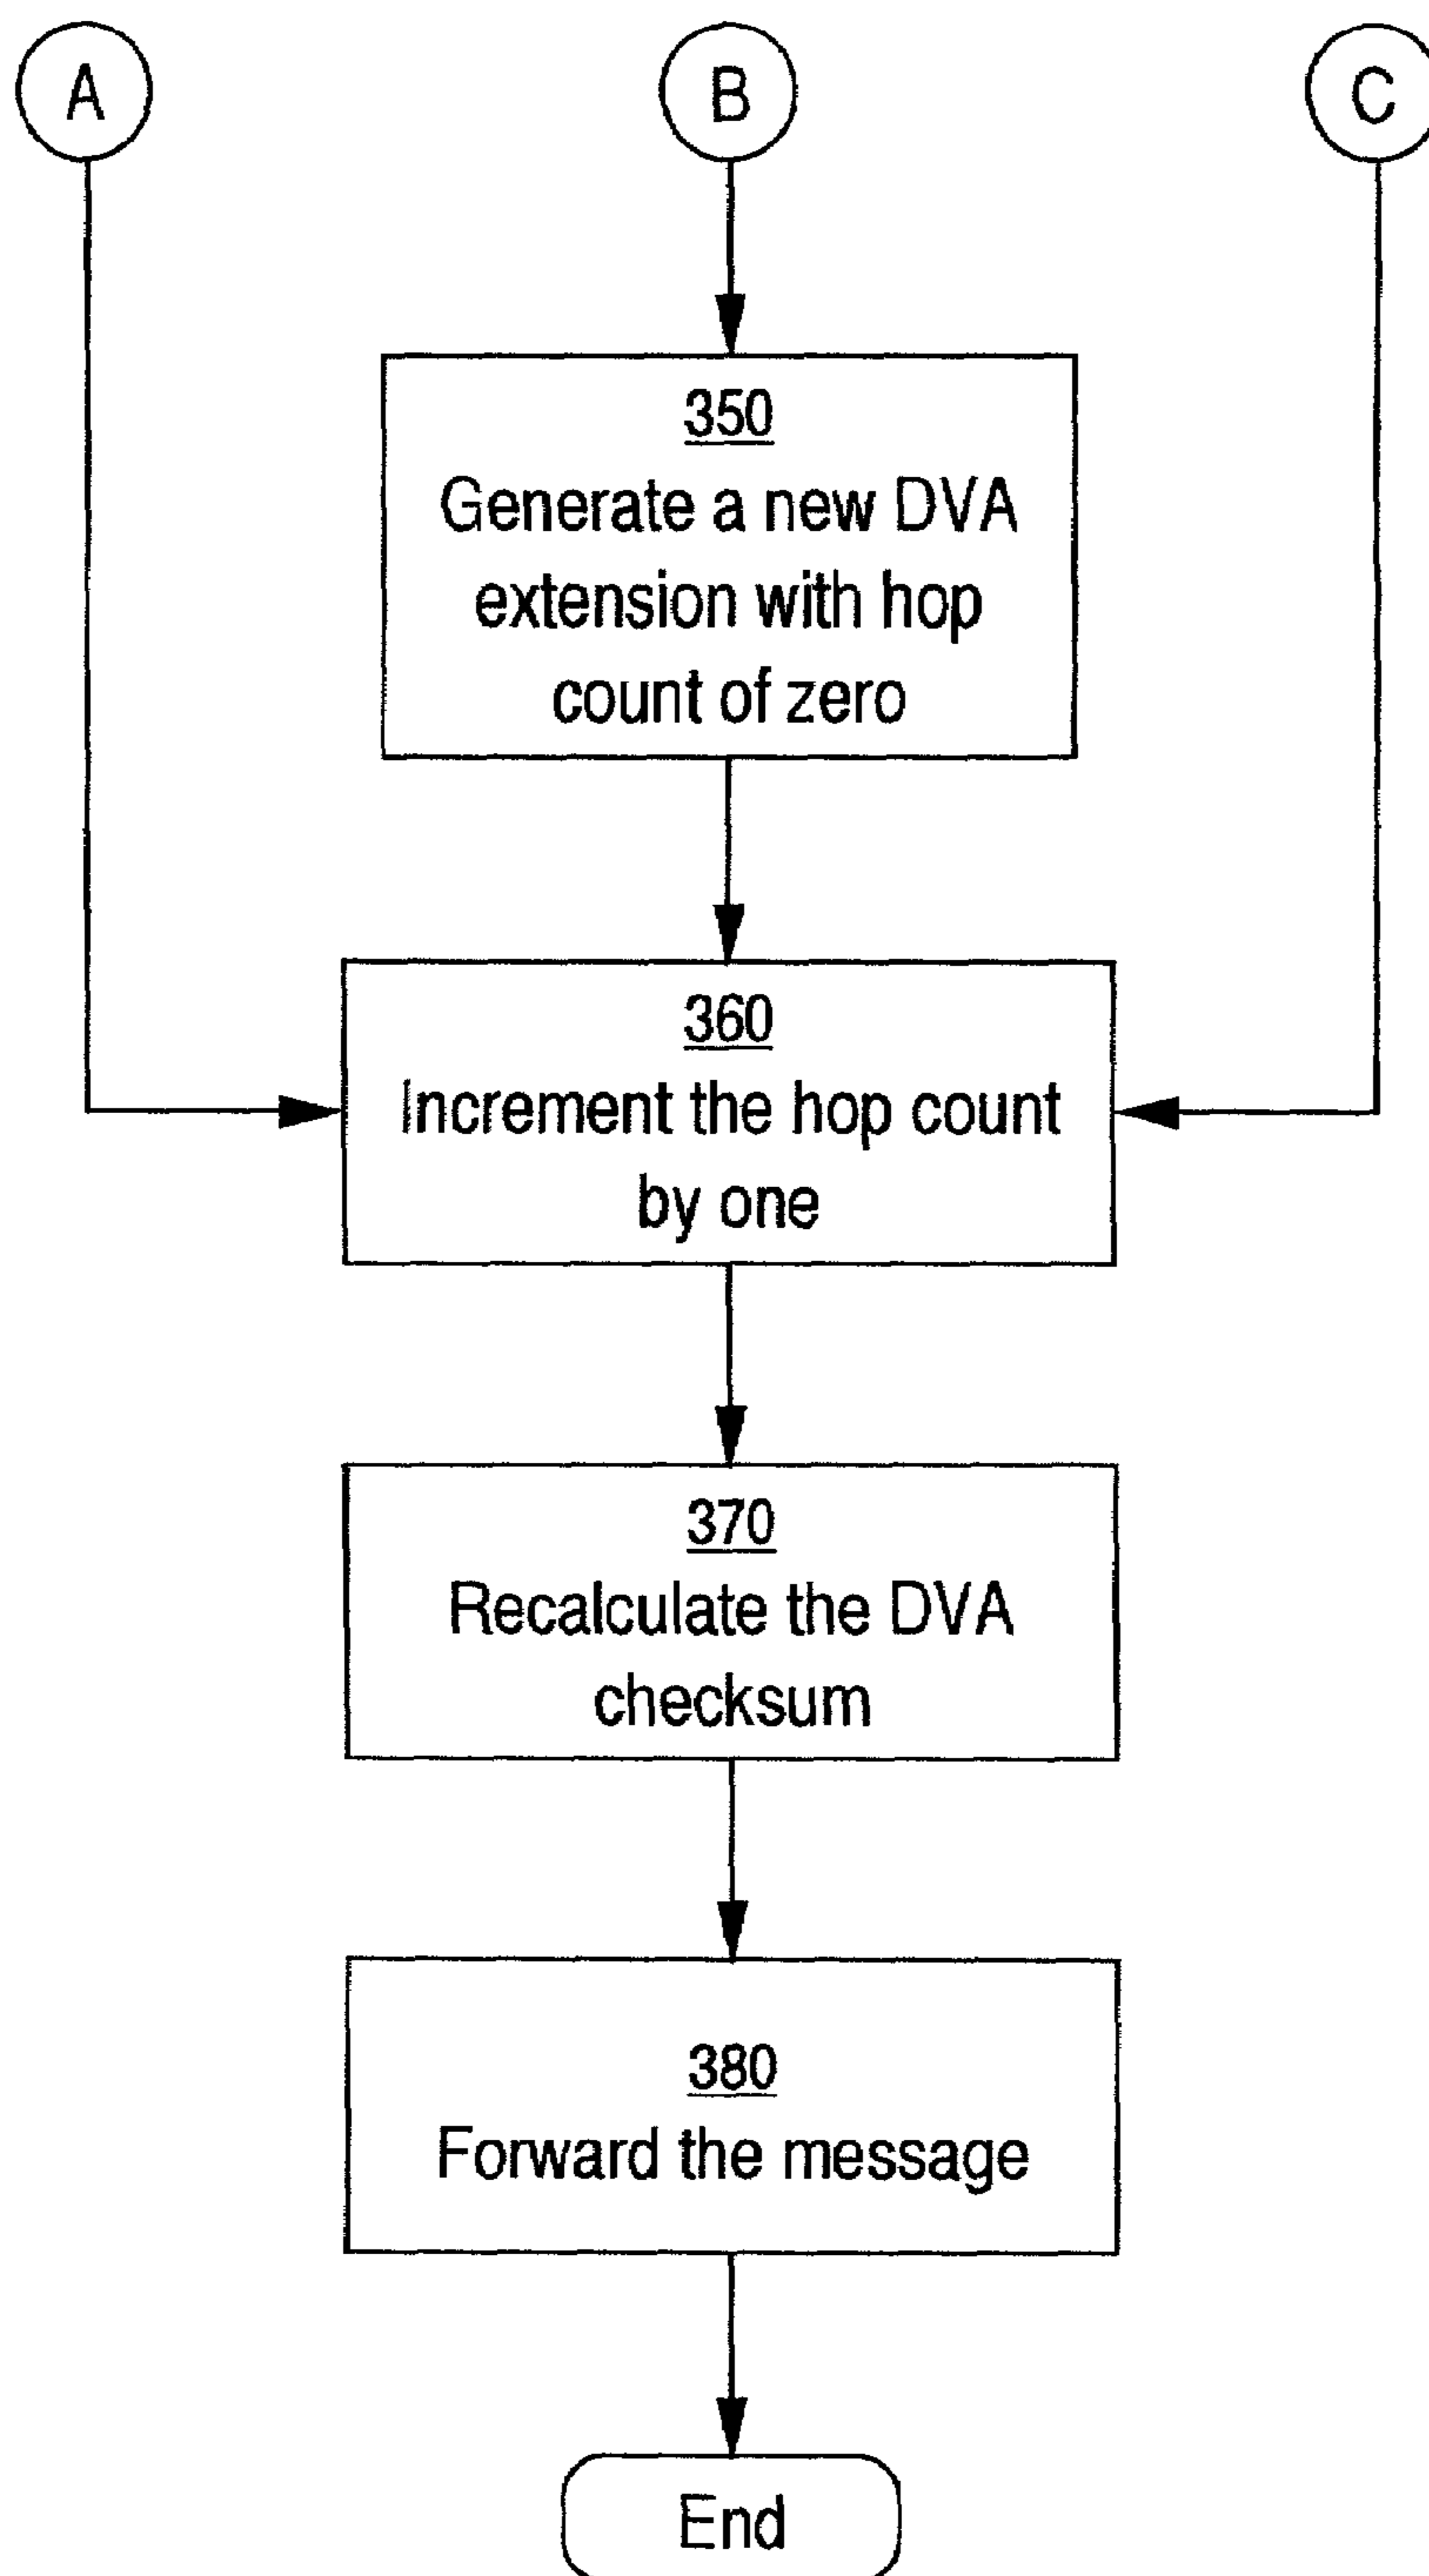 A
B
C
350
Generate a new DVA
extension with hop
count of zero
360
Increment the hop count
by one
370
Recalculate the DVA
checksum
380
Forward the message
End